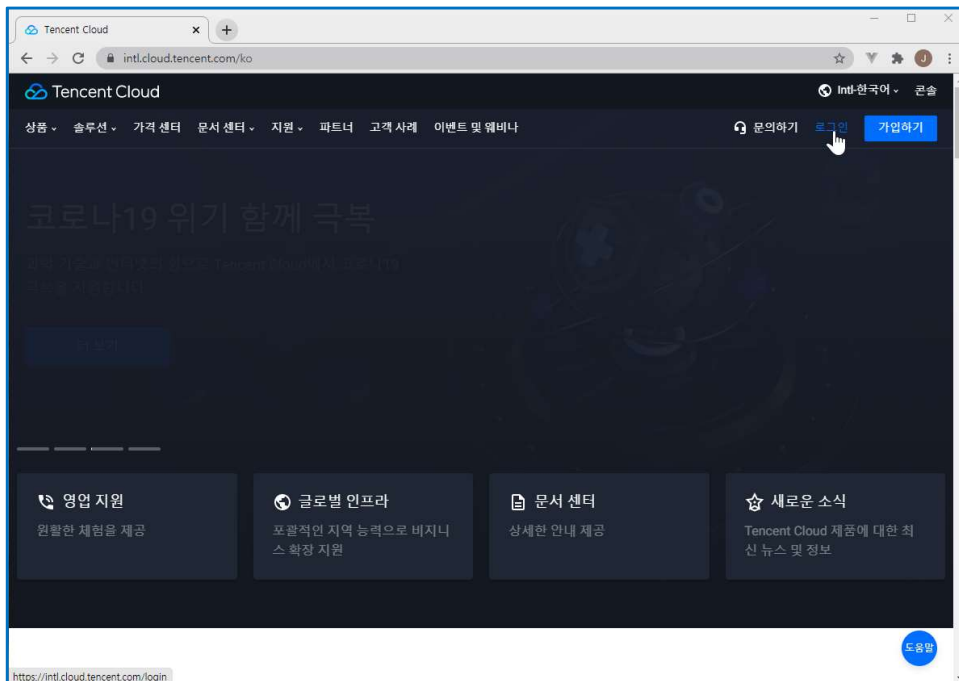 Tencent Cloud
intl.cloud.tencent.com/ko
J
Tencent Cloud
Intl-한국어
콘솔
상품 솔루션 가격 센터 문서 센터 지원 파트너 고객 사례 이벤트 및 웨비나
문의하기 로그인 가입하기
코로나19 위기 함께 극복
더 보기
영업 지원
원활한 체험을 제공
글로벌 인프라
포괄적인 지역 능력으로 비지니
스 확장 지원
문서 센터
상세한 안내 제공
새로운 소식
Tencent Cloud 제품에 대한 최
신 뉴스 및 정보
도움말
https://intl.cloud.tencent.com/login